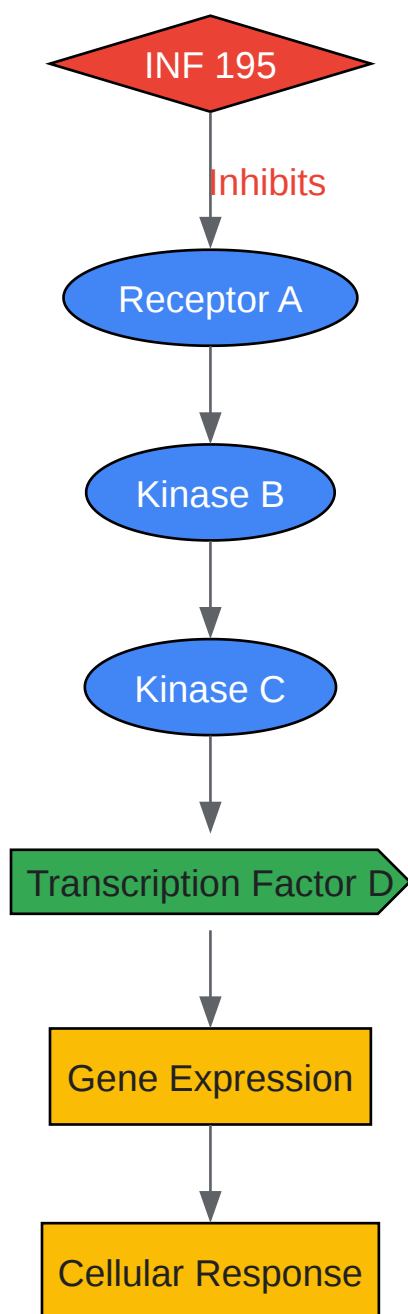 INF 195
Inhibits
Receptor A
Kinase B
Kinase C
Transcription Factor D
Gene Expression
Cellular Response